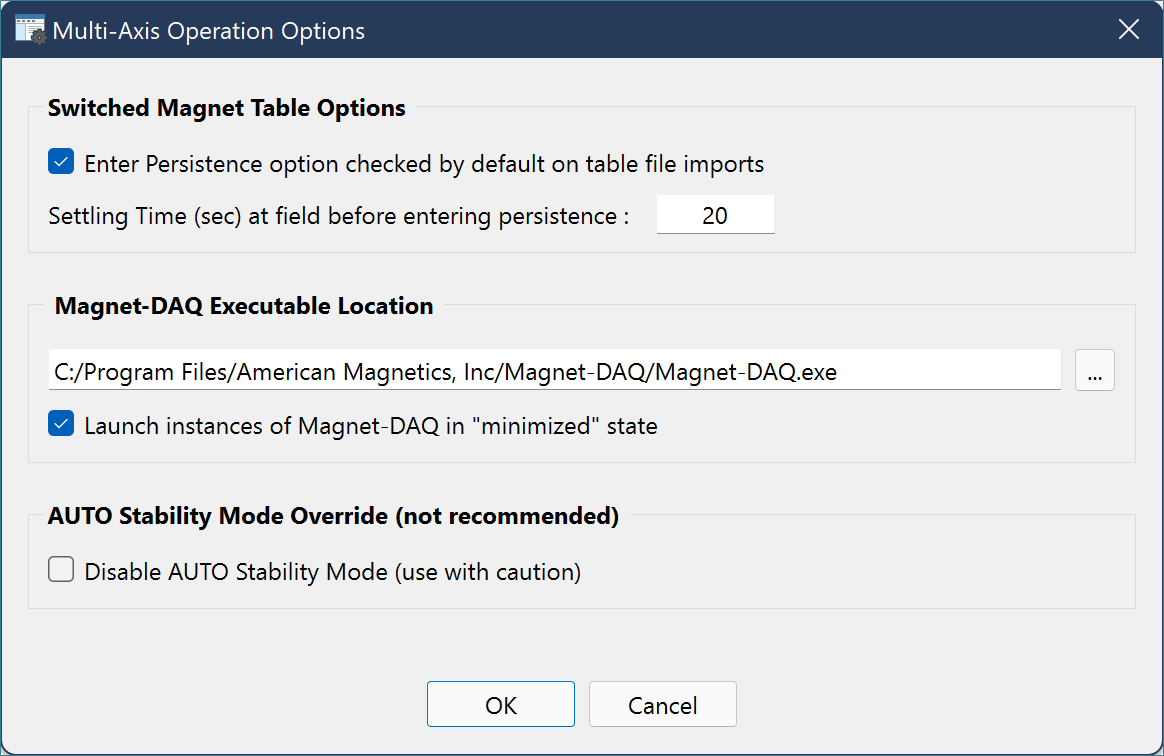 Multi-Axis Operation Options
Switched Magnet Table Options
Enter Persistence option checked by default on table file imports
Settling Time (sec) at field before entering persistence : 20
Magnet-DAQ Executable Location
C:/Program Files/American Magnetics, Inc/Magnet-DAQ/Magnet-DAQ.exe ...
Launch instances of Magnet-DAQ in "minimized" state
AUTO Stability Mode Override (not recommended)
Disable AUTO Stability Mode (use with caution)
OK Cancel